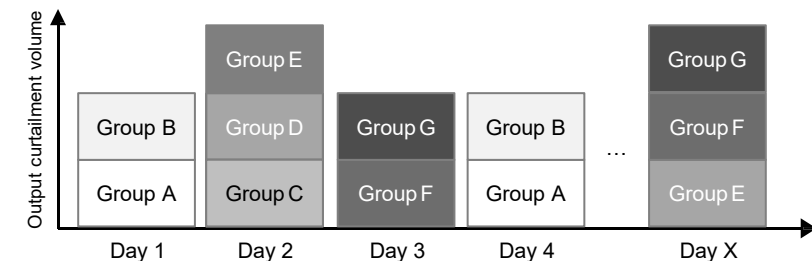 Output curtailment volume
Group B
Group A
Day 1
Group E
Group D
Group C
Day 2
Group G
Group F
Day 3
Group B
Group A
Day 4
...
Group G
Group F
Group E
Day X